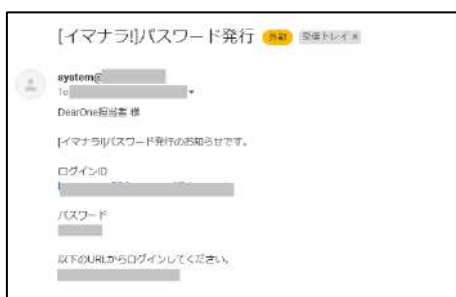 [イマナラ!]パスワード発行 外部 受信トレイ ×
system@
To
DearOne担当者 様
[イマナラ!]パスワード発行のお知らせです。
ログインID
パスワード
以下のURLからログインしてください。